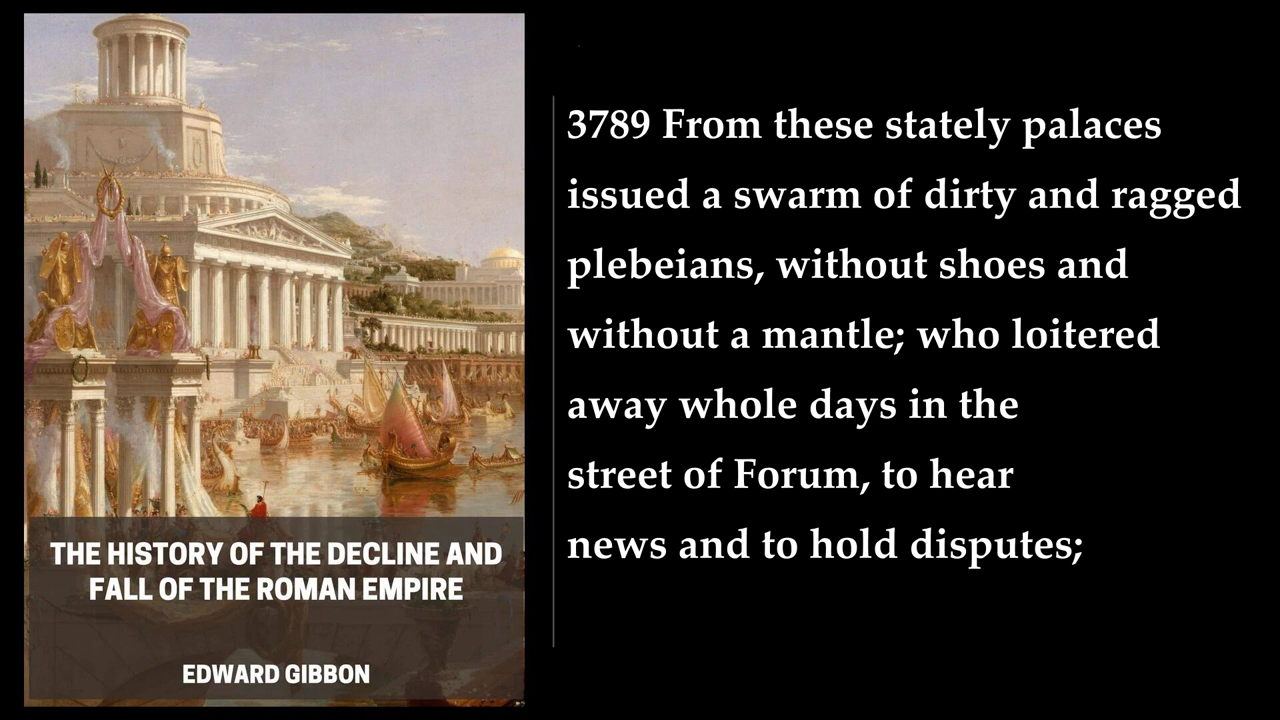 3789 From these stately palaces
issued a swarm of dirty and ragged
plebeians, without shoes and
without a mantle; who loitered
away whole days in the
street of Forum, to hear
news and to hold disputes;
THE HISTORY OF THE DECLINE AND
FALL OF THE ROMAN EMPIRE
EDWARD GIBBON